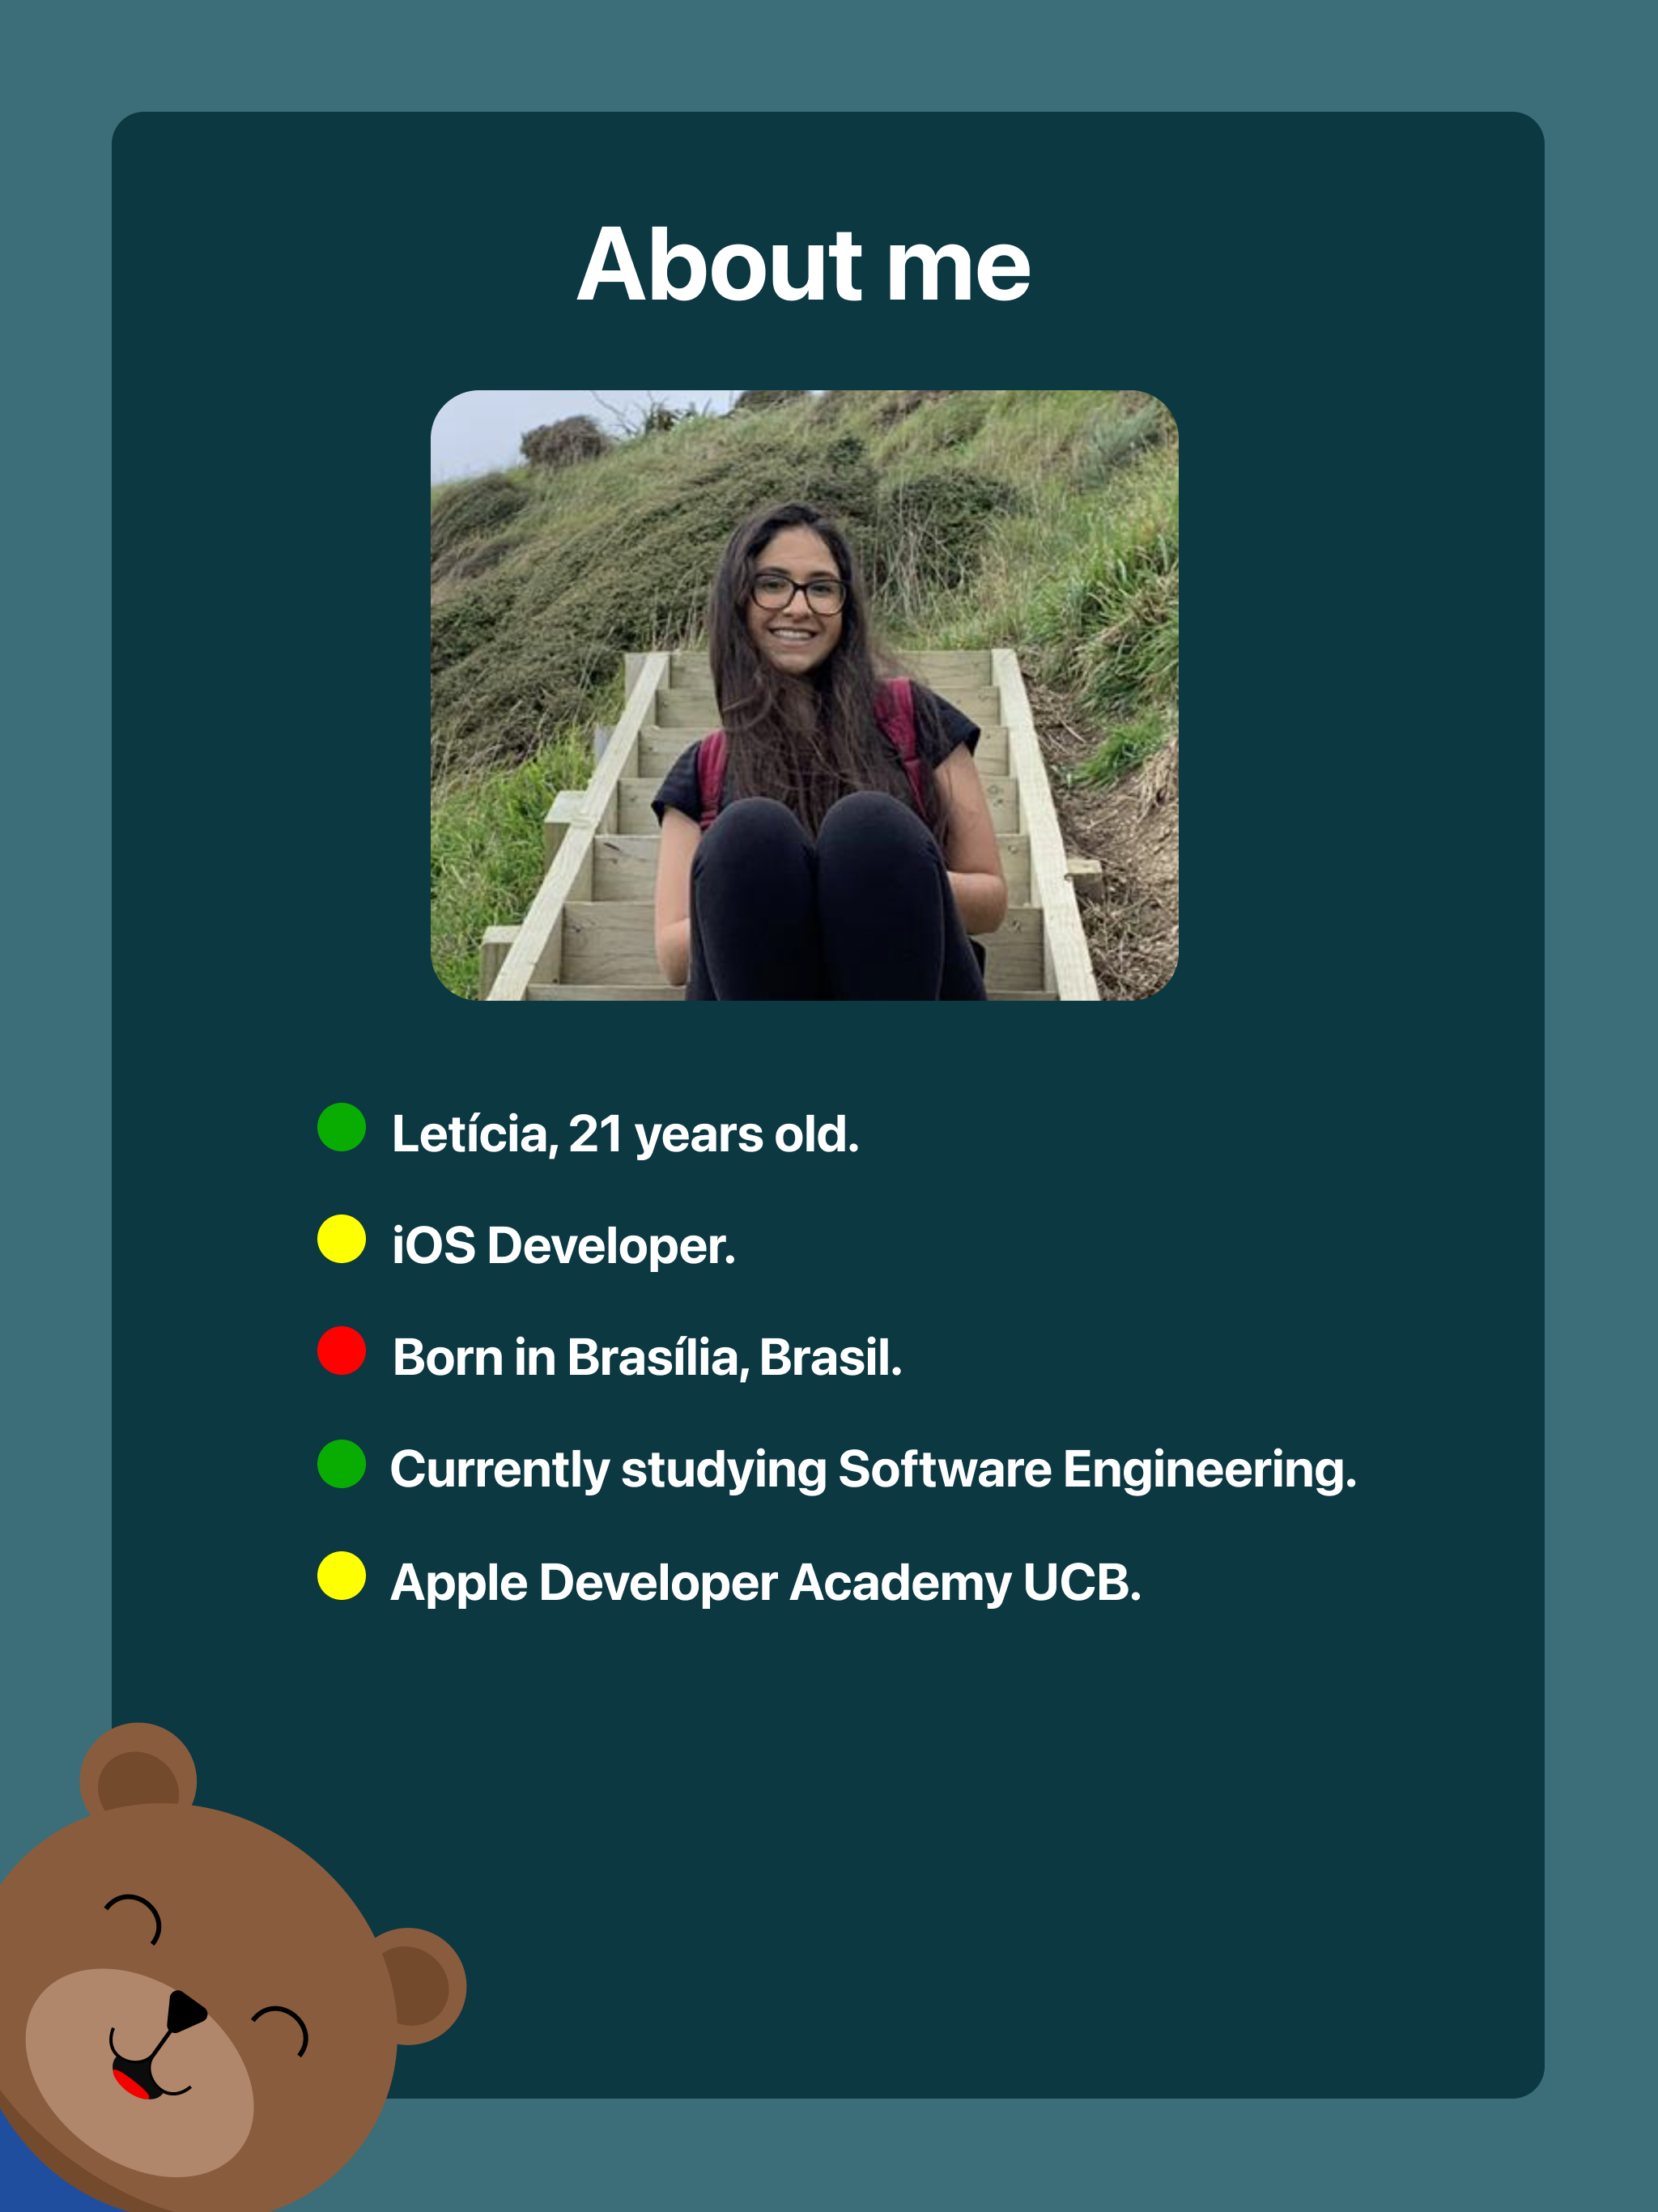 About me
Letícia, 21 years old.
iOS Developer.
Born in Brasília, Brasil.
Currently studying Software Engineering.
Apple Developer Academy UCB.